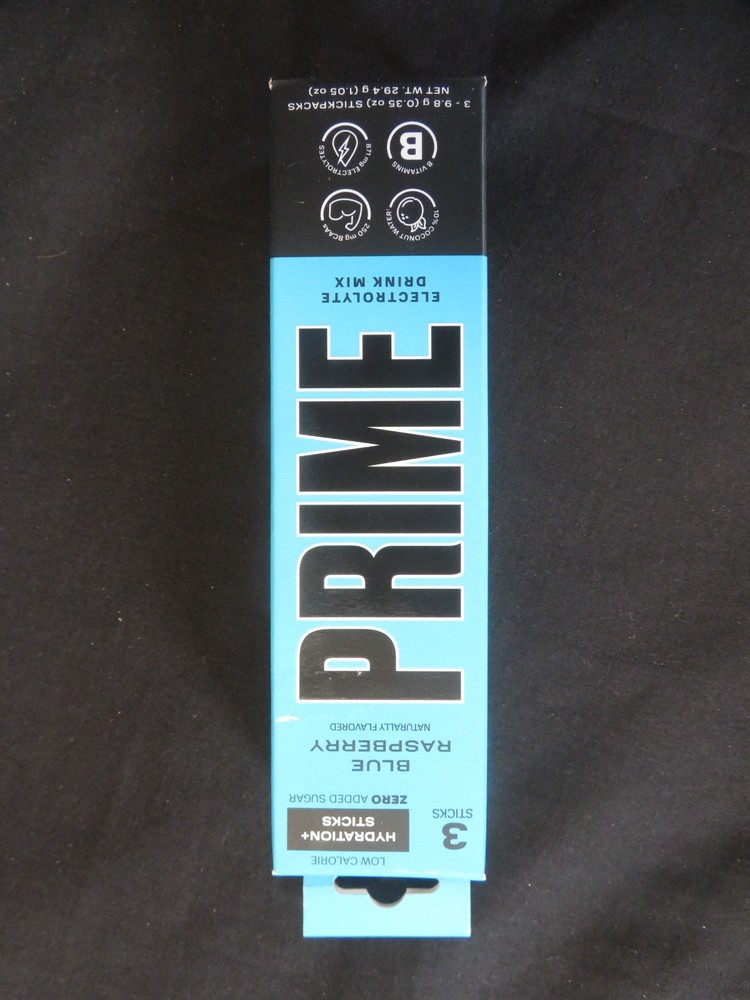 LOW CALORIE
3
STICKS
HYDRATION+
STICKS
ZERO ADDED SUGAR
BLUE
RASPBERRY
NATURALLY FLAVORED
PRIME
ELECTROLYTE
DRINK MIX
10% COCONUT WATER*
250 mg BCAAs
B
B VITAMINS
871 mg ELECTROLYTES
3 - 9.8 g (0.35 oz) STICKPACKS
NET WT. 29.4 g (1.05 oz)